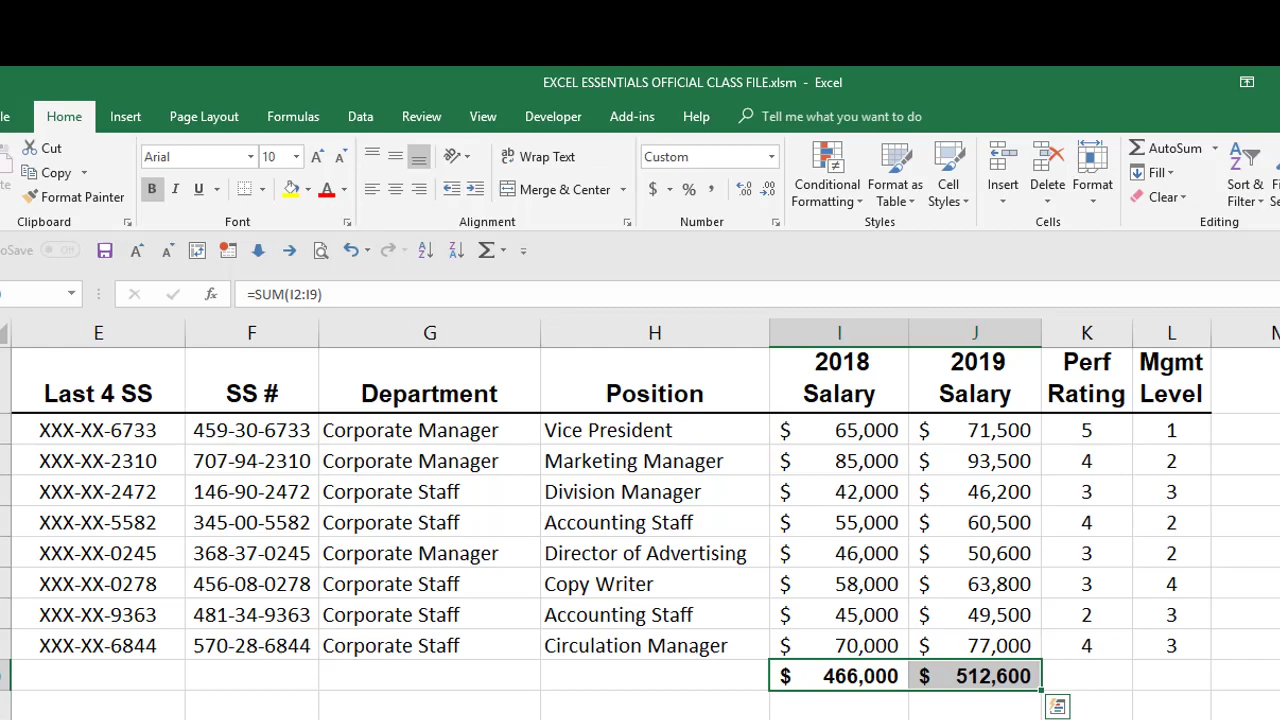 EXCEL ESSENTIALS OFFICIAL CLASS FILE.xlsm - Excel
le Home Insert Page Layout Formulas Data Review View Developer Add-ins Help Tell me what you want to do
Cut
Copy
Format Painter
Clipboard
Arial 10
B I U
Font
Wrap Text
Merge & Center
Alignment
Custom
$ % ,
Number
Conditional Formatting
Format as Table
Cell Styles
Styles
Insert Delete Format
Cells
AutoSum
Fill
Clear
Sort & Filter
Editing
oSave Off
fx =SUM(I2:I9)
E F G H I J K L
Last 4 SS SS # Department Position 2018 Salary 2019 Salary Perf Rating Mgmt Level
XXX-XX-6733 459-30-6733 Corporate Manager Vice President $ 65,000 $ 71,500 5 1
XXX-XX-2310 707-94-2310 Corporate Manager Marketing Manager $ 85,000 $ 93,500 4 2
XXX-XX-2472 146-90-2472 Corporate Staff Division Manager $ 42,000 $ 46,200 3 3
XXX-XX-5582 345-00-5582 Corporate Staff Accounting Staff $ 55,000 $ 60,500 4 2
XXX-XX-0245 368-37-0245 Corporate Manager Director of Advertising $ 46,000 $ 50,600 3 2
XXX-XX-0278 456-08-0278 Corporate Staff Copy Writer $ 58,000 $ 63,800 3 4
XXX-XX-9363 481-34-9363 Corporate Staff Accounting Staff $ 45,000 $ 49,500 2 3
XXX-XX-6844 570-28-6844 Corporate Staff Circulation Manager $ 70,000 $ 77,000 4 3
$ 466,000 $ 512,600